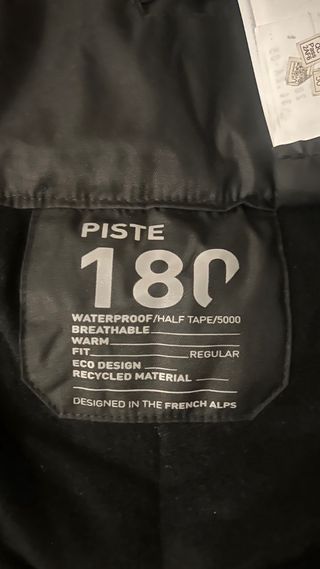 PISTE
180
WATERPROOF/HALF TAPE/5000
BREATHABLE
WARM
FIT REGULAR
ECO DESIGN
RECYCLED MATERIAL
DESIGNED IN THE FRENCH ALPS